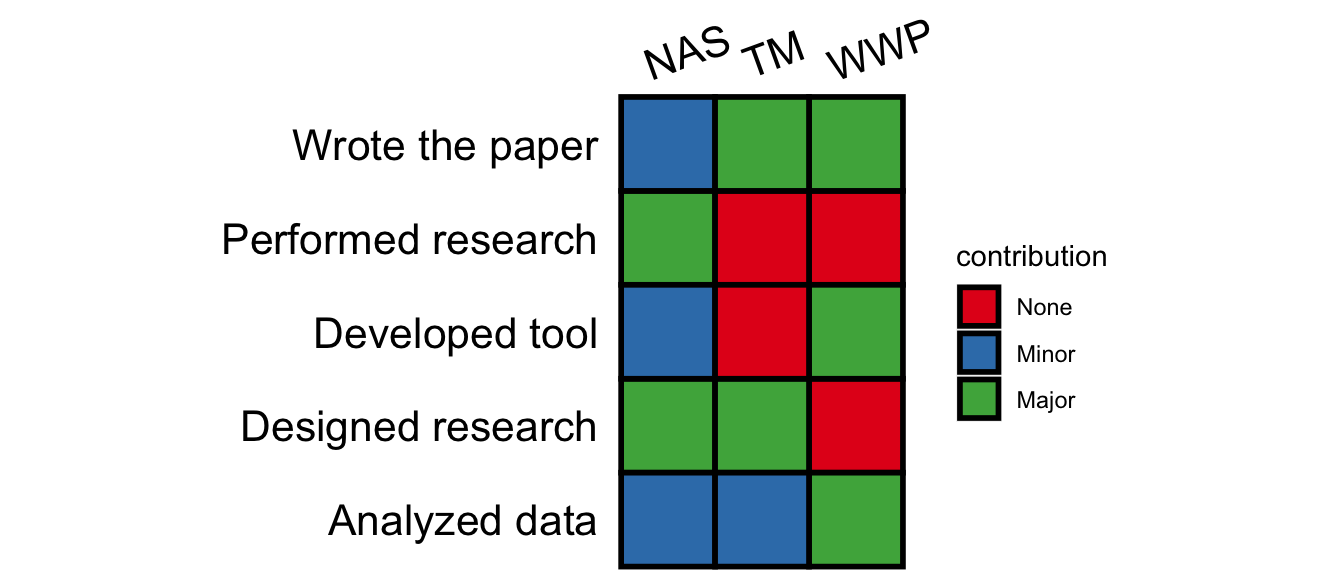 NAS TM WWP
Wrote the paper
Performed research
Developed tool
Designed research
Analyzed data
contribution
None
Minor
Major